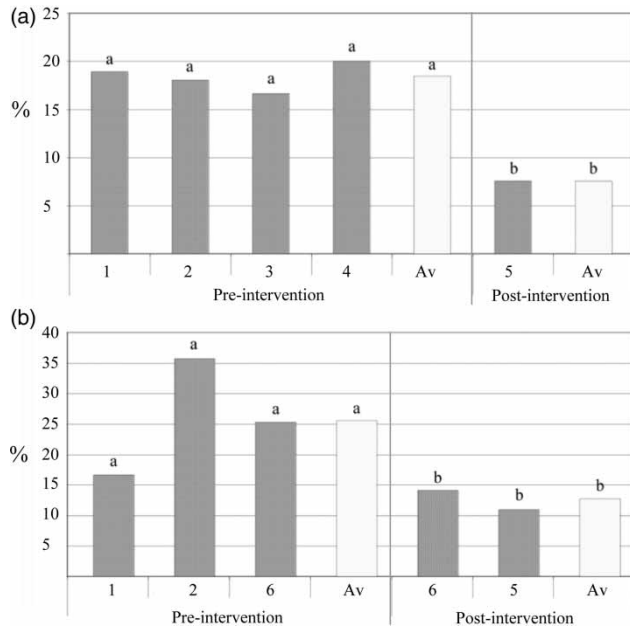 (a)
25
20
15
10
5
%
a
a
a
a
a
b
b
1
2
3
4
Av
5
Av
Pre-intervention
Post-intervention
(b)
40
35
30
25
20
15
10
5
%
a
a
a
a
b
b
b
1
2
6
Av
6
5
Av
Pre-intervention
Post-intervention